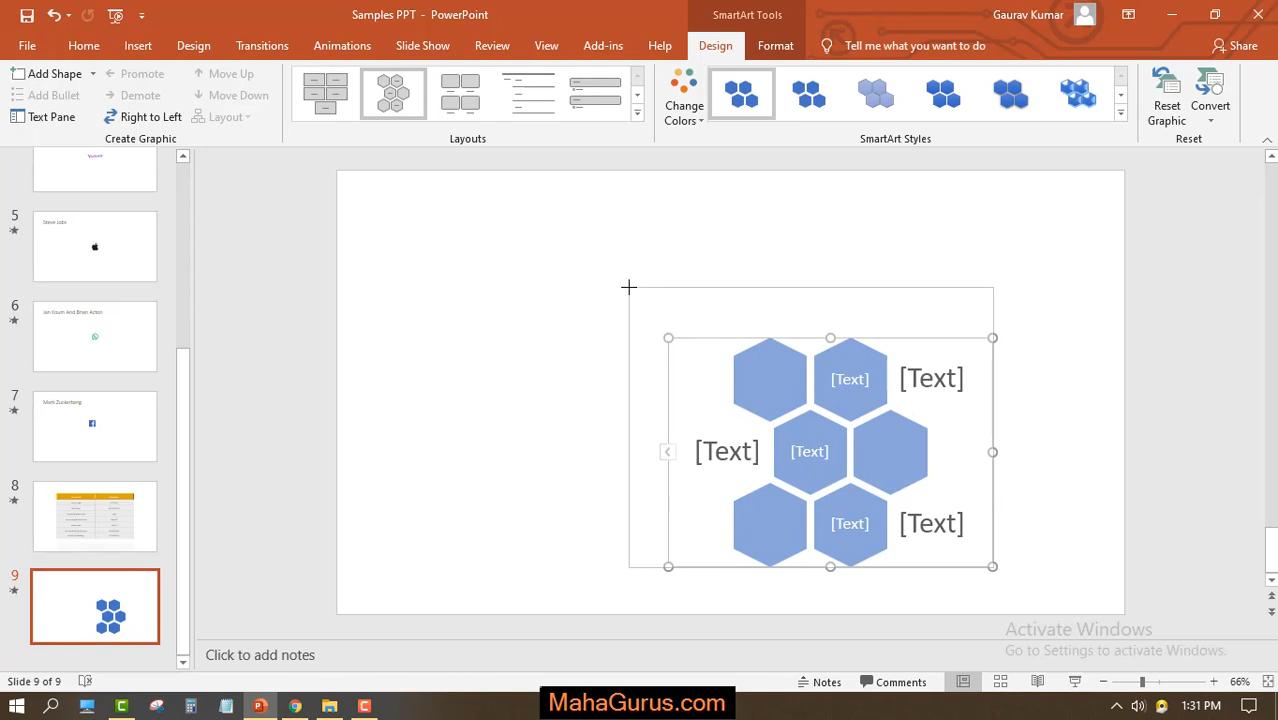 Samples PPT - PowerPoint
SmartArt Tools
Gaurav Kumar
File Home Insert Design Transitions Animations Slide Show Review View Add-ins Help Design Format Tell me what you want to do Share
Add Shape Promote Move Up
Add Bullet Demote Move Down
Text Pane Right to Left Layout
Create Graphic
Layouts
Change
Colors
SmartArt Styles
Reset
Graphic
Convert
Reset
5
Steve Jobs
6
Jan Koum And Brian Acton
7
Mark Zuckerberg
8
9
[Text] [Text]
[Text] [Text]
[Text] [Text]
Activate Windows
Go to Settings to activate Windows.
Click to add notes
Slide 9 of 9
Notes
Comments
66%
MahaGurus.com
1:31 PM